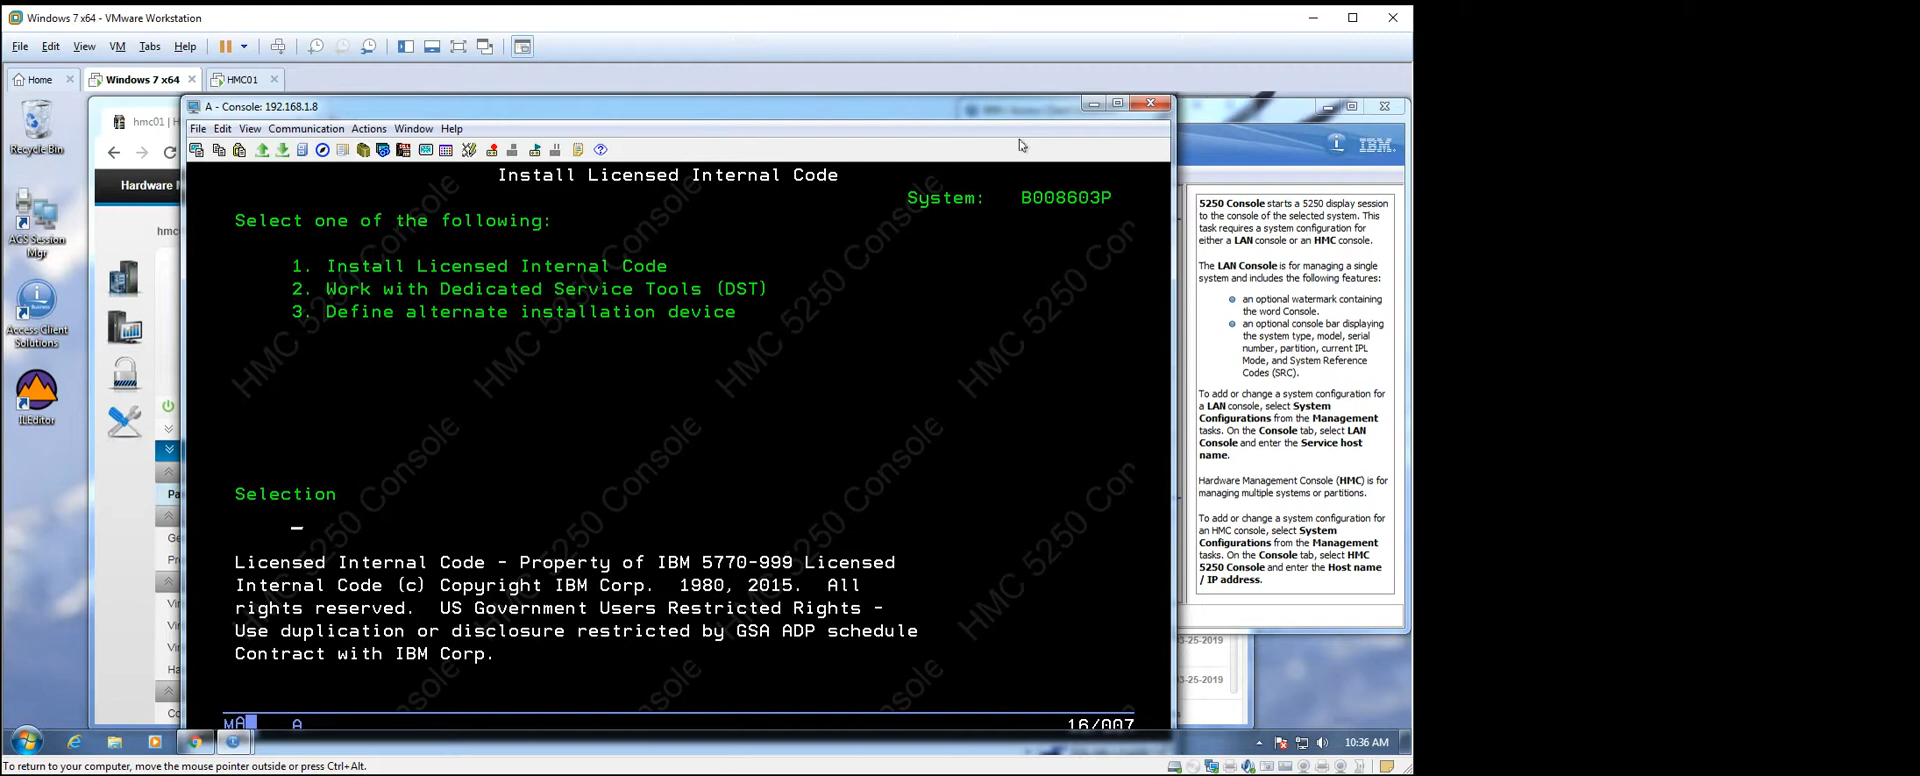 Windows 7 x64 - VMware Workstation
File Edit View VM Tabs Help
Home Windows 7 x64 HMC01
A - Console: 192.168.1.8
hmc01 | H
File Edit View Communication Actions Window Help
Install Licensed Internal Code
System: B008603P
Select one of the following:
1. Install Licensed Internal Code
2. Work with Dedicated Service Tools (DST)
3. Define alternate installation device
Selection
Licensed Internal Code - Property of IBM 5770-999 Licensed
Internal Code (c) Copyright IBM Corp. 1980, 2015. All
rights reserved. US Government Users Restricted Rights -
Use duplication or disclosure restricted by GSA ADP schedule
Contract with IBM Corp.
MA A 16/007
HMC 5250 Console
Recycle Bin
ACS Session
Mgr
Access Client
Solutions
ILEditor
Hardware M
hmc
IBM.
5250 Console starts a 5250 display session
to the console of the selected system. This
task requires a system configuration for
either a LAN console or an HMC console.
The LAN Console is for managing a single
system and includes the following features:
an optional watermark containing
the word Console.
an optional console bar displaying
the system type, model, serial
number, partition, current IPL
Mode, and System Reference
Codes (SRC).
To add or change a system configuration for
a LAN console, select System
Configurations from the Management
tasks. On the Console tab, select LAN
Console and enter the Service host
name.
Hardware Management Console (HMC) is for
managing multiple systems or partitions.
To add or change a system configuration for
an HMC console, select System
Configurations from the Management
tasks. On the Console tab, select HMC
5250 Console and enter the Host name
/ IP address.
03-25-2019
03-25-2019
10:36 AM
To return to your computer, move the mouse pointer outside or press Ctrl+Alt.